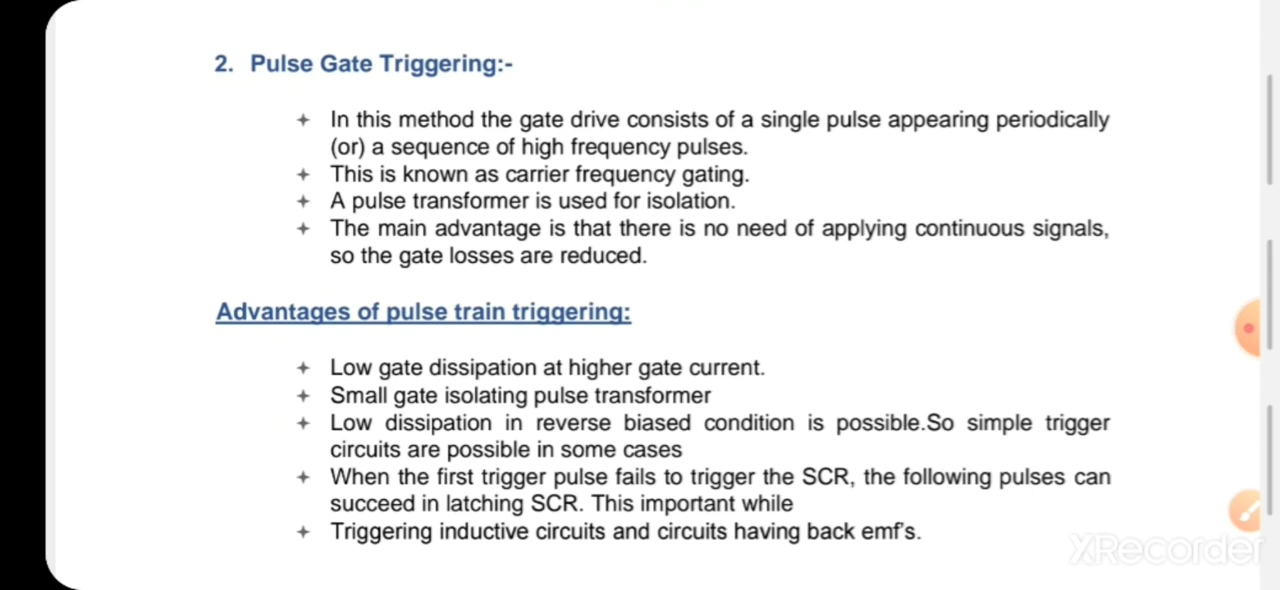 2. Pulse Gate Triggering:-
+ In this method the gate drive consists of a single pulse appearing periodically
(or) a sequence of high frequency pulses.
+ This is known as carrier frequency gating.
+ A pulse transformer is used for isolation.
+ The main advantage is that there is no need of applying continuous signals,
so the gate losses are reduced.
Advantages of pulse train triggering:
+ Low gate dissipation at higher gate current.
+ Small gate isolating pulse transformer
+ Low dissipation in reverse biased condition is possible.So simple trigger
circuits are possible in some cases
+ When the first trigger pulse fails to trigger the SCR, the following pulses can
succeed in latching SCR. This important while
+ Triggering inductive circuits and circuits having back emf's.
XRecorder